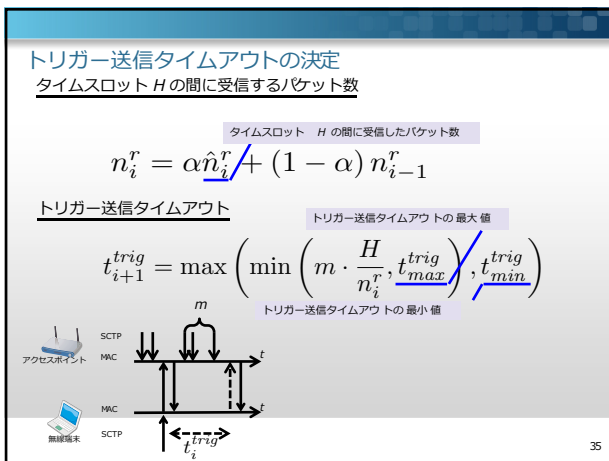 トリガー送信タイムアウトの決定
タイムスロット H の間に受信するパケット数
タイムスロット H の間に受信したパケット数
n_i^r = α\hat{n}_i^r + (1 − α) n_{i−1}^r
トリガー送信タイムアウト
トリガー送信タイムアウトの最大値
t_{i+1}^{trig} = max ( min ( m · \frac{H}{n_i^r}, t_{max}^{trig} ), t_{min}^{trig} )
トリガー送信タイムアウトの最小値
m
SCTP
アクセスポイント
MAC
t
MAC
t
無線端末
SCTP
t_i^{trig}
35